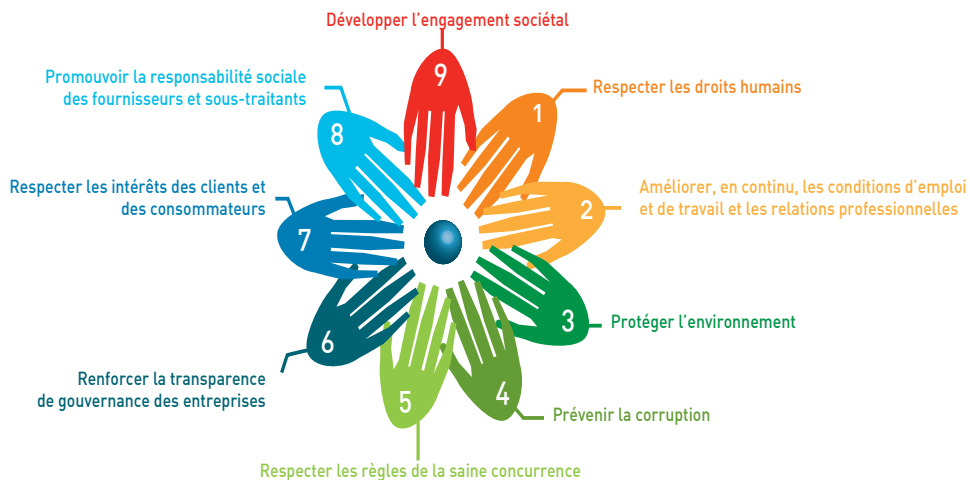 Développer l'engagement sociétal
9
Promouvoir la responsabilité sociale
des fournisseurs et sous-traitants
8
1
Respecter les droits humains
Respecter les intérêts des clients et
des consommateurs
7
2
Améliorer, en continu, les conditions d'emploi
et de travail et les relations professionnelles
6
3
Protéger l'environnement
Renforcer la transparence
de gouvernance des entreprises
5
4
Prévenir la corruption
Respecter les règles de la saine concurrence